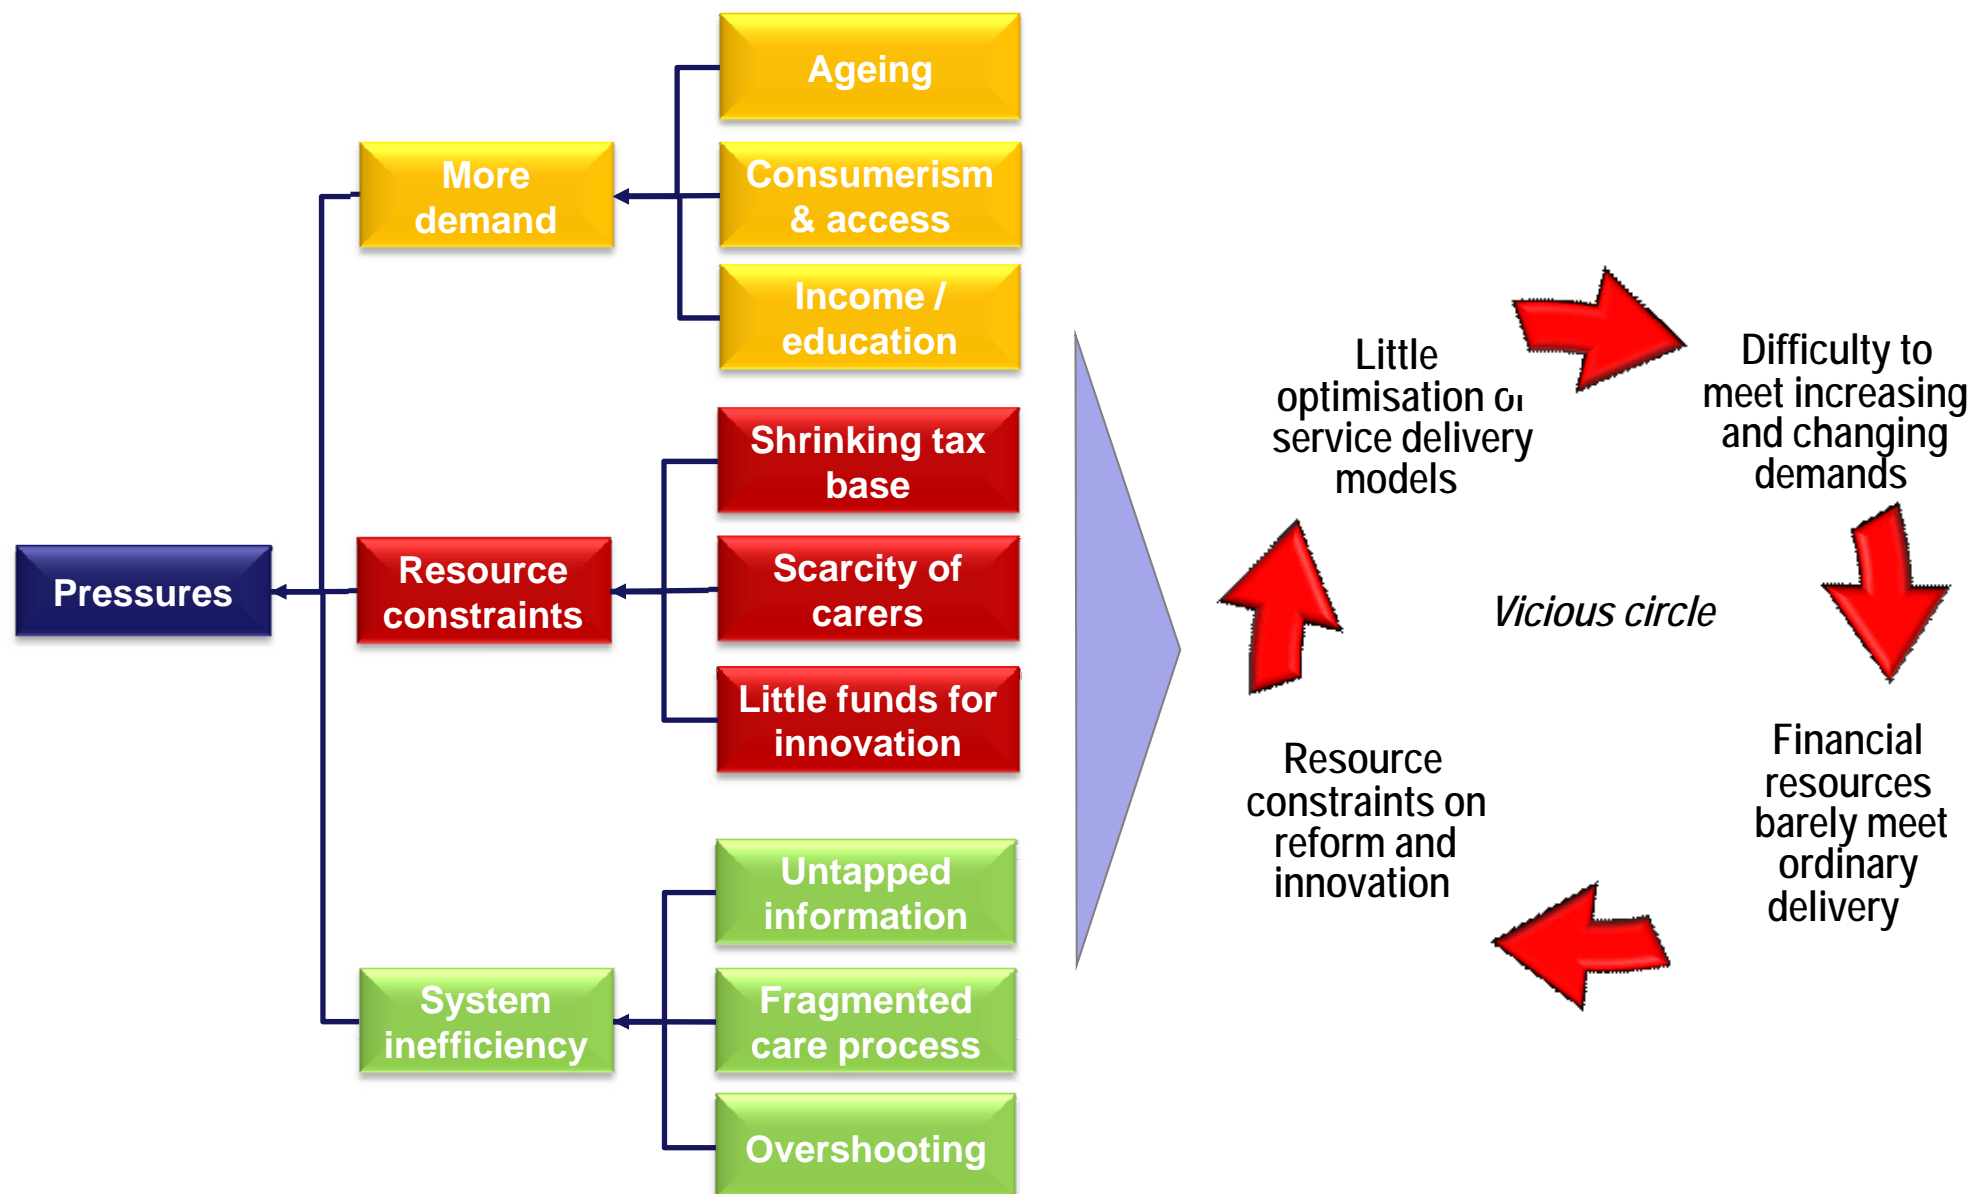 Ageing
More
demand
Consumerism
& access
Income /
education
Shrinking tax
base
Pressures
Resource
constraints
Scarcity of
carers
Little funds for
innovation
Untapped
information
System
inefficiency
Fragmented
care process
Overshooting
Little
optimisation of
service delivery
models
Difficulty to
meet increasing
and changing
demands
Vicious circle
Resource
constraints on
reform and
innovation
Financial
resources
barely meet
ordinary
delivery